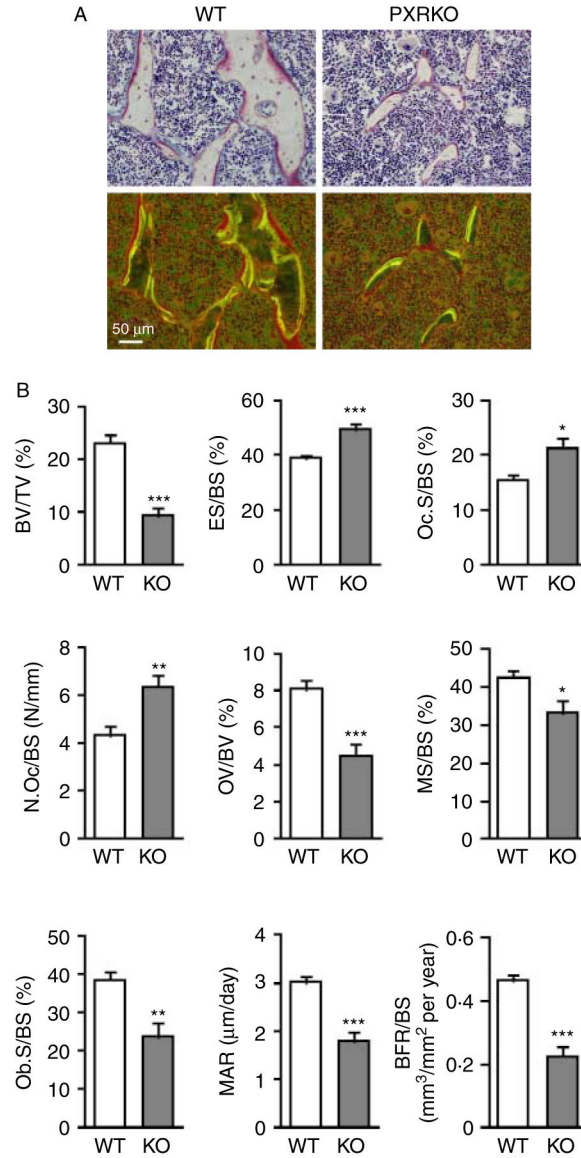 A
WT
PXRKO
50 μm
B
BV/TV (%)
30
20
10
0
***
WT
KO
ES/BS (%)
60
40
20
0
***
WT
KO
Oc.S/BS (%)
30
20
10
0
*
WT
KO
N.Oc/BS (N/mm)
8
6
4
2
0
**
WT
KO
OV/BV (%)
10
8
6
4
2
0
***
WT
KO
MS/BS (%)
50
40
30
20
10
0
*
WT
KO
Ob.S/BS (%)
50
40
30
20
10
0
**
WT
KO
MAR (μm/day)
4
3
2
1
0
***
WT
KO
BFR/BS
(mm³/mm² per year)
0·6
0·4
0·2
0
***
WT
KO